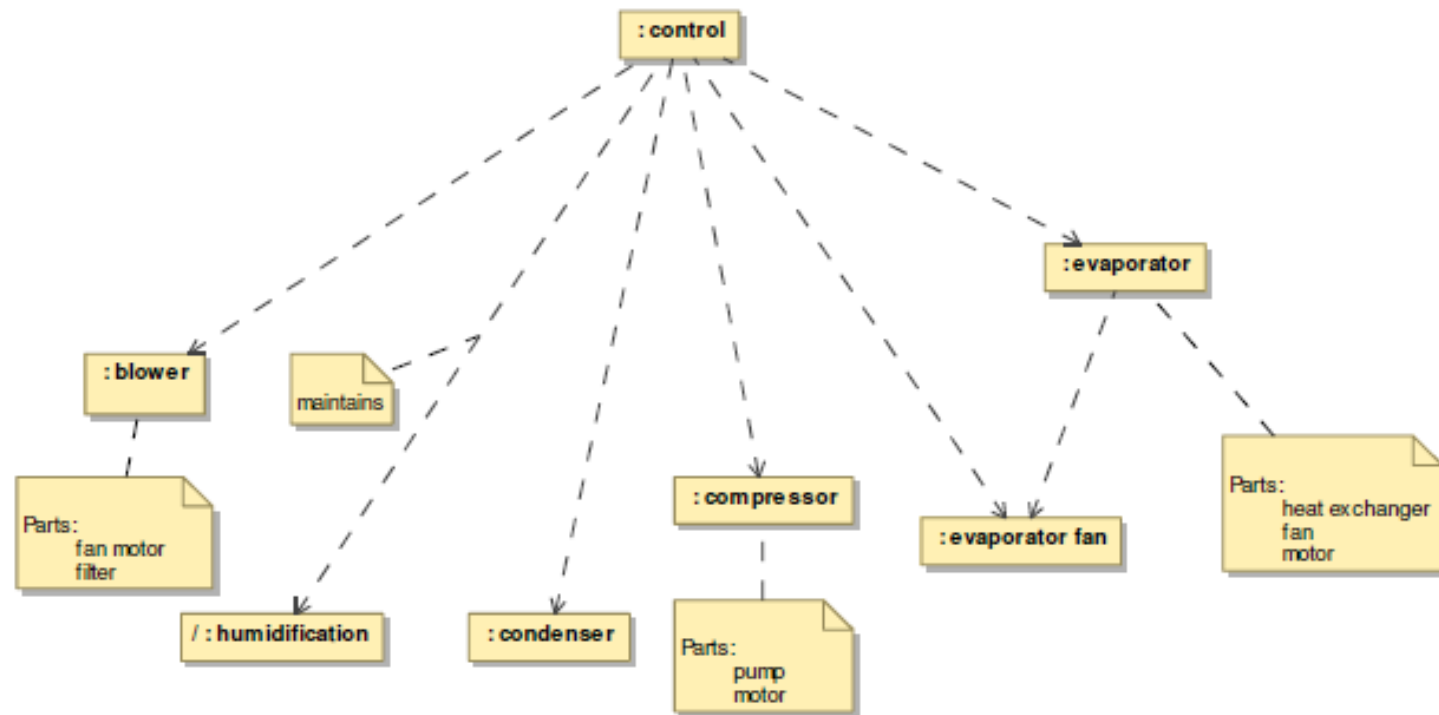 : control
: evaporator
: blower
maintains
Parts:
fan motor
filter
: compressor
: evaporator fan
Parts:
heat exchanger
fan
motor
/ : humidification
: condenser
Parts:
pump
motor